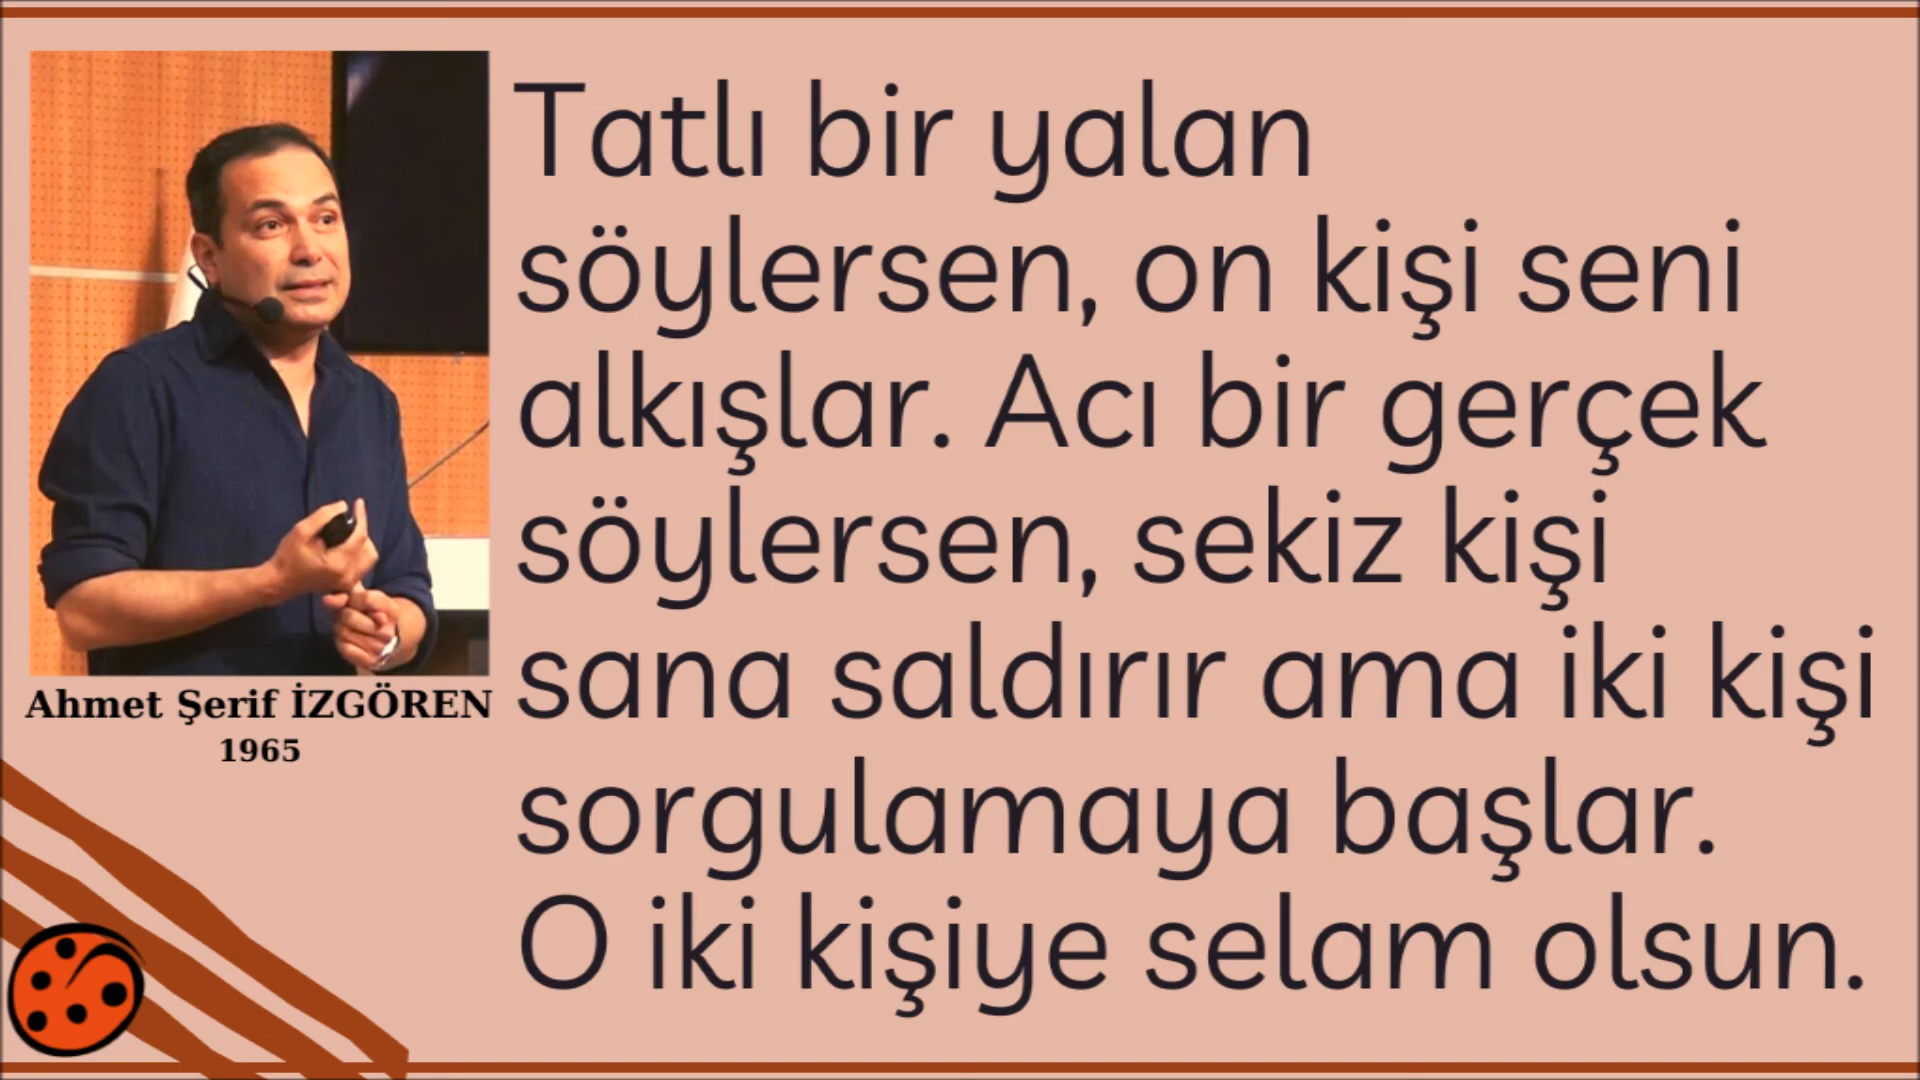 Tatlı bir yalan
söylersen, on kişi seni
alkışlar. Acı bir gerçek
söylersen, sekiz kişi
sana saldırır ama iki kişi
sorgulamaya başlar.
O iki kişiye selam olsun.
Ahmet Şerif İZGÖREN
1965